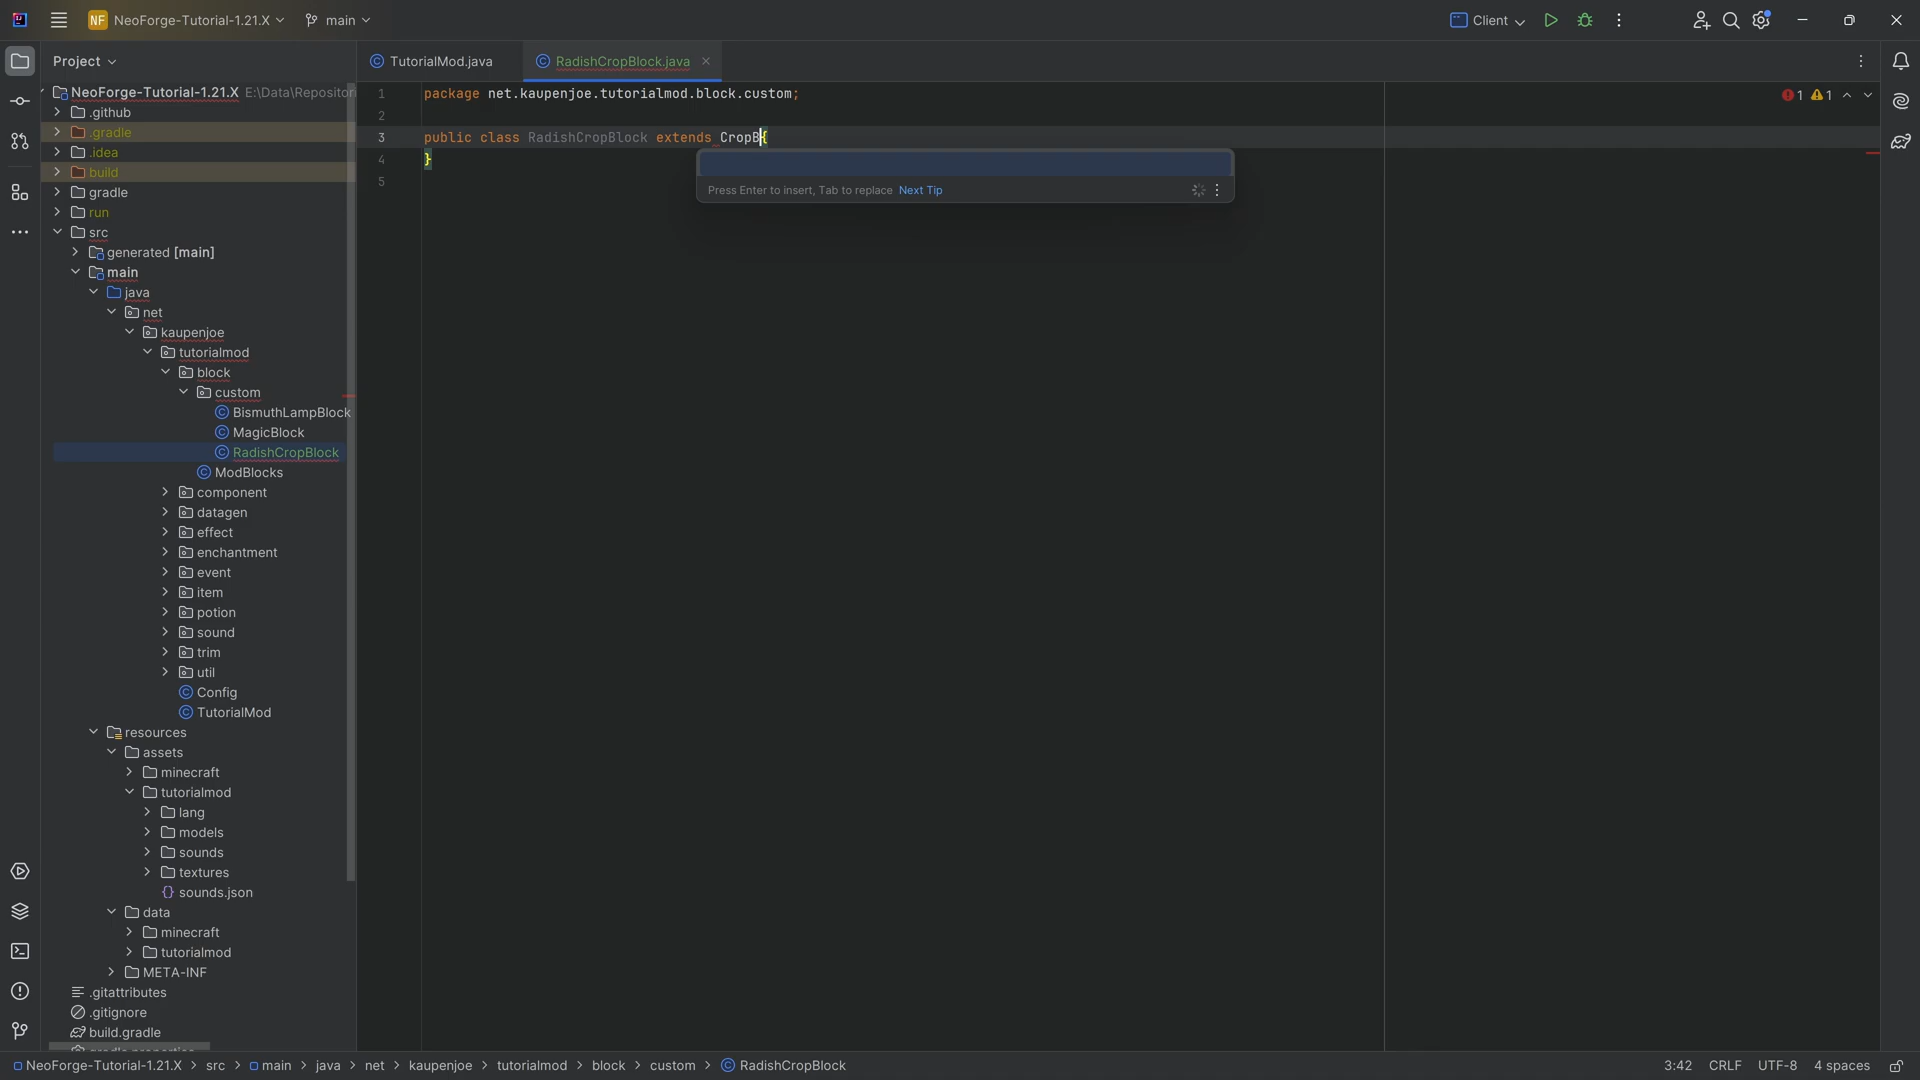 NF NeoForge-Tutorial-1.21.X main Client
Project
TutorialMod.java RadishCropBlock.java
NeoForge-Tutorial-1.21.X E:\Data\Repositor
.github
.gradle
.idea
build
gradle
run
src
generated [main]
main
java
net
kaupenjoe
tutorialmod
block
custom
BismuthLampBlock
MagicBlock
RadishCropBlock
ModBlocks
component
datagen
effect
enchantment
event
item
potion
sound
trim
util
Config
TutorialMod
resources
assets
minecraft
tutorialmod
lang
models
sounds
textures
sounds.json
data
minecraft
tutorialmod
META-INF
.gitattributes
.gitignore
build.gradle
1 package net.kaupenjoe.tutorialmod.block.custom;
2
3 public class RadishCropBlock extends CropB{
4 }
5
1 1
Press Enter to insert, Tab to replace Next Tip
NeoForge-Tutorial-1.21.X > src > main > java > net > kaupenjoe > tutorialmod > block > custom > RadishCropBlock
3:42 CRLF UTF-8 4 spaces